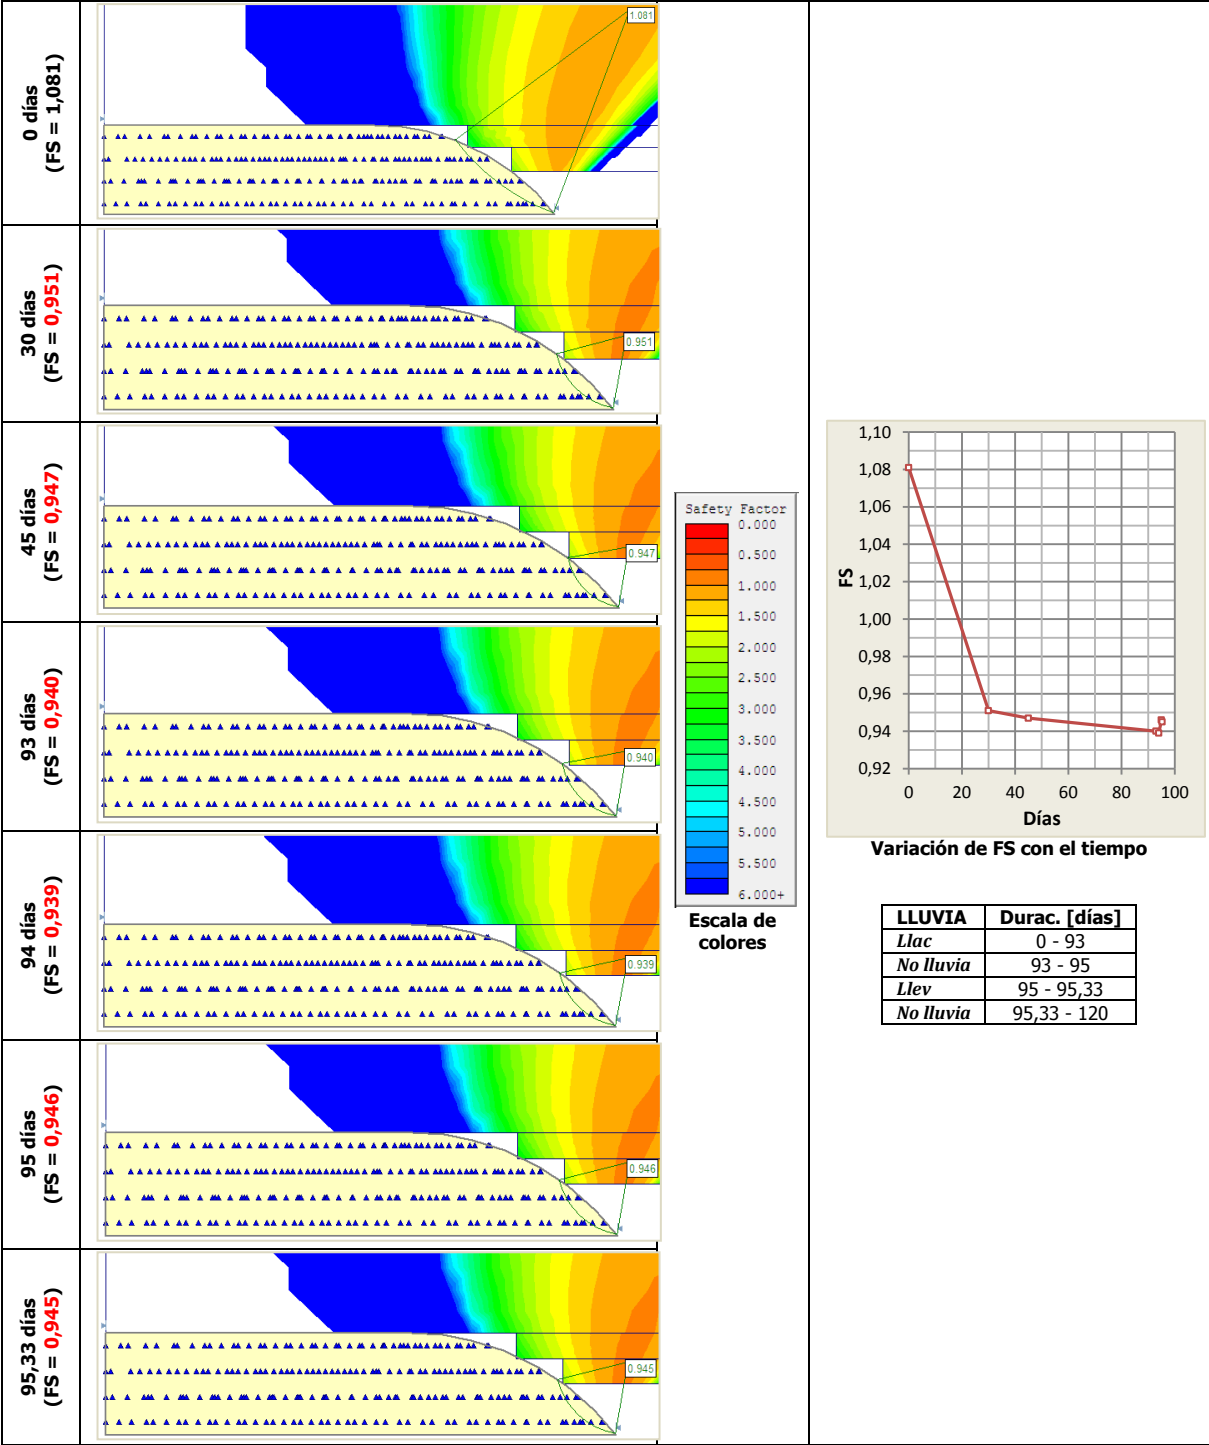 0 días
(FS = 1,081)
1.081
30 días
(FS = 0,951)
0.951
45 días
(FS = 0,947)
0.947
93 días
(FS = 0,940)
0.940
94 días
(FS = 0,939)
0.939
95 días
(FS = 0,946)
0.946
95,33 días
(FS = 0,945)
0.945
Safety Factor
0.000
0.500
1.000
1.500
2.000
2.500
3.000
3.500
4.000
4.500
5.000
5.500
6.000+
Escala de
colores
1,10
1,08
1,06
1,04
1,02
1,00
0,98
0,96
0,94
0,92
FS
0 20 40 60 80 100
Días
Variación de FS con el tiempo
LLUVIA Durac. [días]
Llac 0 - 93
No lluvia 93 - 95
Llev 95 - 95,33
No lluvia 95,33 - 120